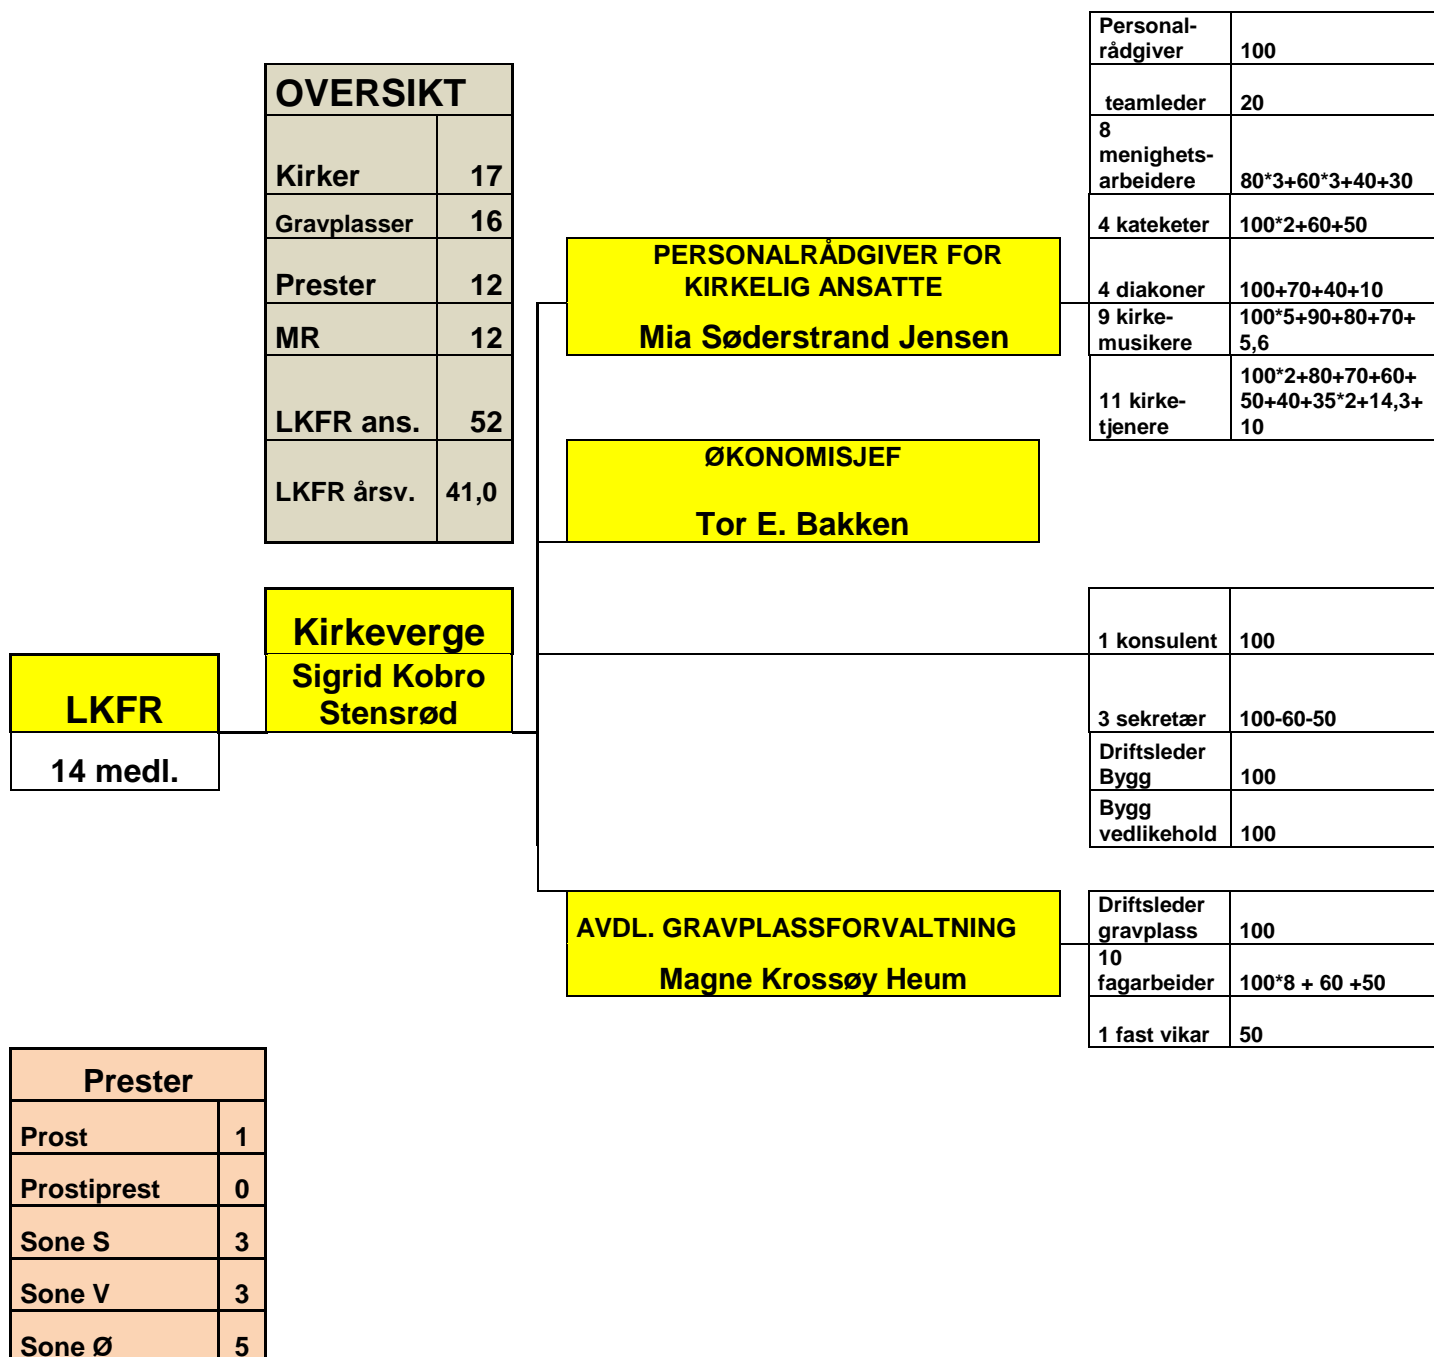 OVERSIKT
Kirker 17
Gravplasser 16
Prester 12
MR 12
LKFR ans. 52
LKFR årsv. 41,0
LKFR
14 medl.
Kirkeverge
Sigrid Kobro
Stensrød
PERSONALRÅDGIVER FOR
KIRKELIG ANSATTE
Mia Søderstrand Jensen
ØKONOMISJEF
Tor E. Bakken
AVDL. GRAVPLASSFORVALTNING
Magne Krossøy Heum
Personal-
rådgiver 100
teamleder 20
8
menighets-
arbeidere 80*3+60*3+40+30
4 kateketer 100*2+60+50
4 diakoner 100+70+40+10
9 kirke- 100*5+90+80+70+
musikere 5,6
100*2+80+70+60+
11 kirke- 50+40+35*2+14,3+
tjenere 10
1 konsulent 100
3 sekretær 100-60-50
Driftsleder
Bygg 100
Bygg
vedlikehold 100
Driftsleder
gravplass 100
10
fagarbeider 100*8 + 60 +50
1 fast vikar 50
Prester
Prost 1
Prostiprest 0
Sone S 3
Sone V 3
Sone Ø 5